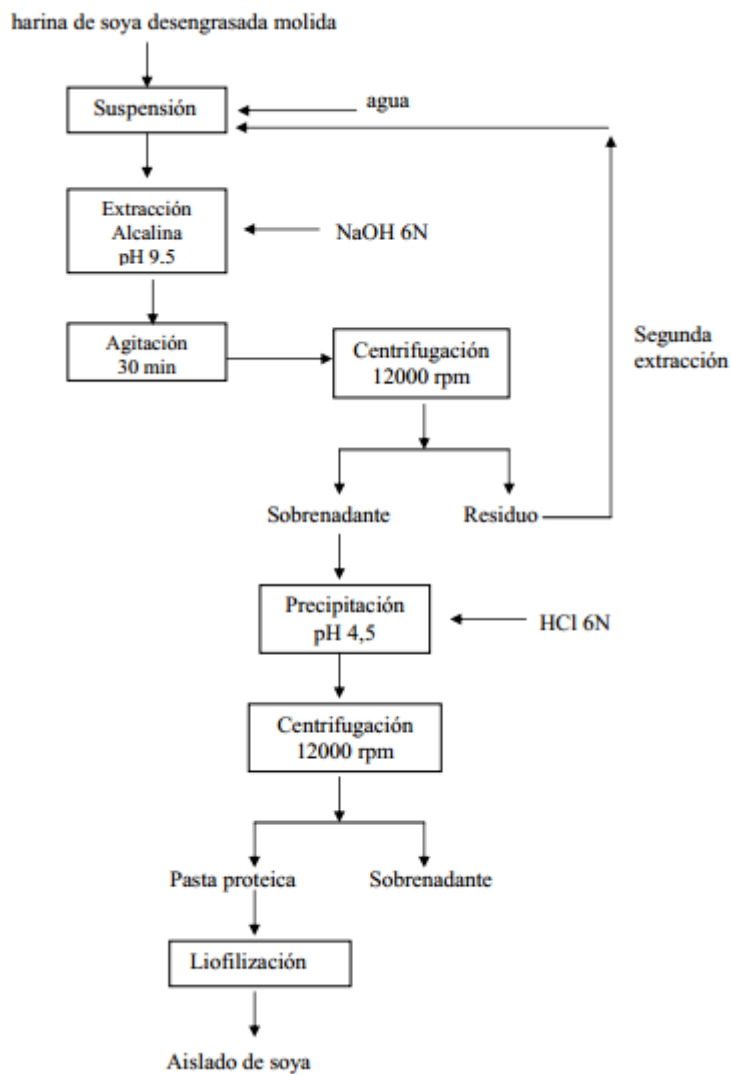 harina de soya desengrasada molida
Suspensión
agua
Extracción
Alcalina
pH 9.5
NaOH 6N
Agitación
30 min
Centrifugación
12000 rpm
Segunda
extracción
Sobrenadante
Residuo
Precipitación
pH 4,5
HCl 6N
Centrifugación
12000 rpm
Pasta proteica
Sobrenadante
Liofilización
Aislado de soya